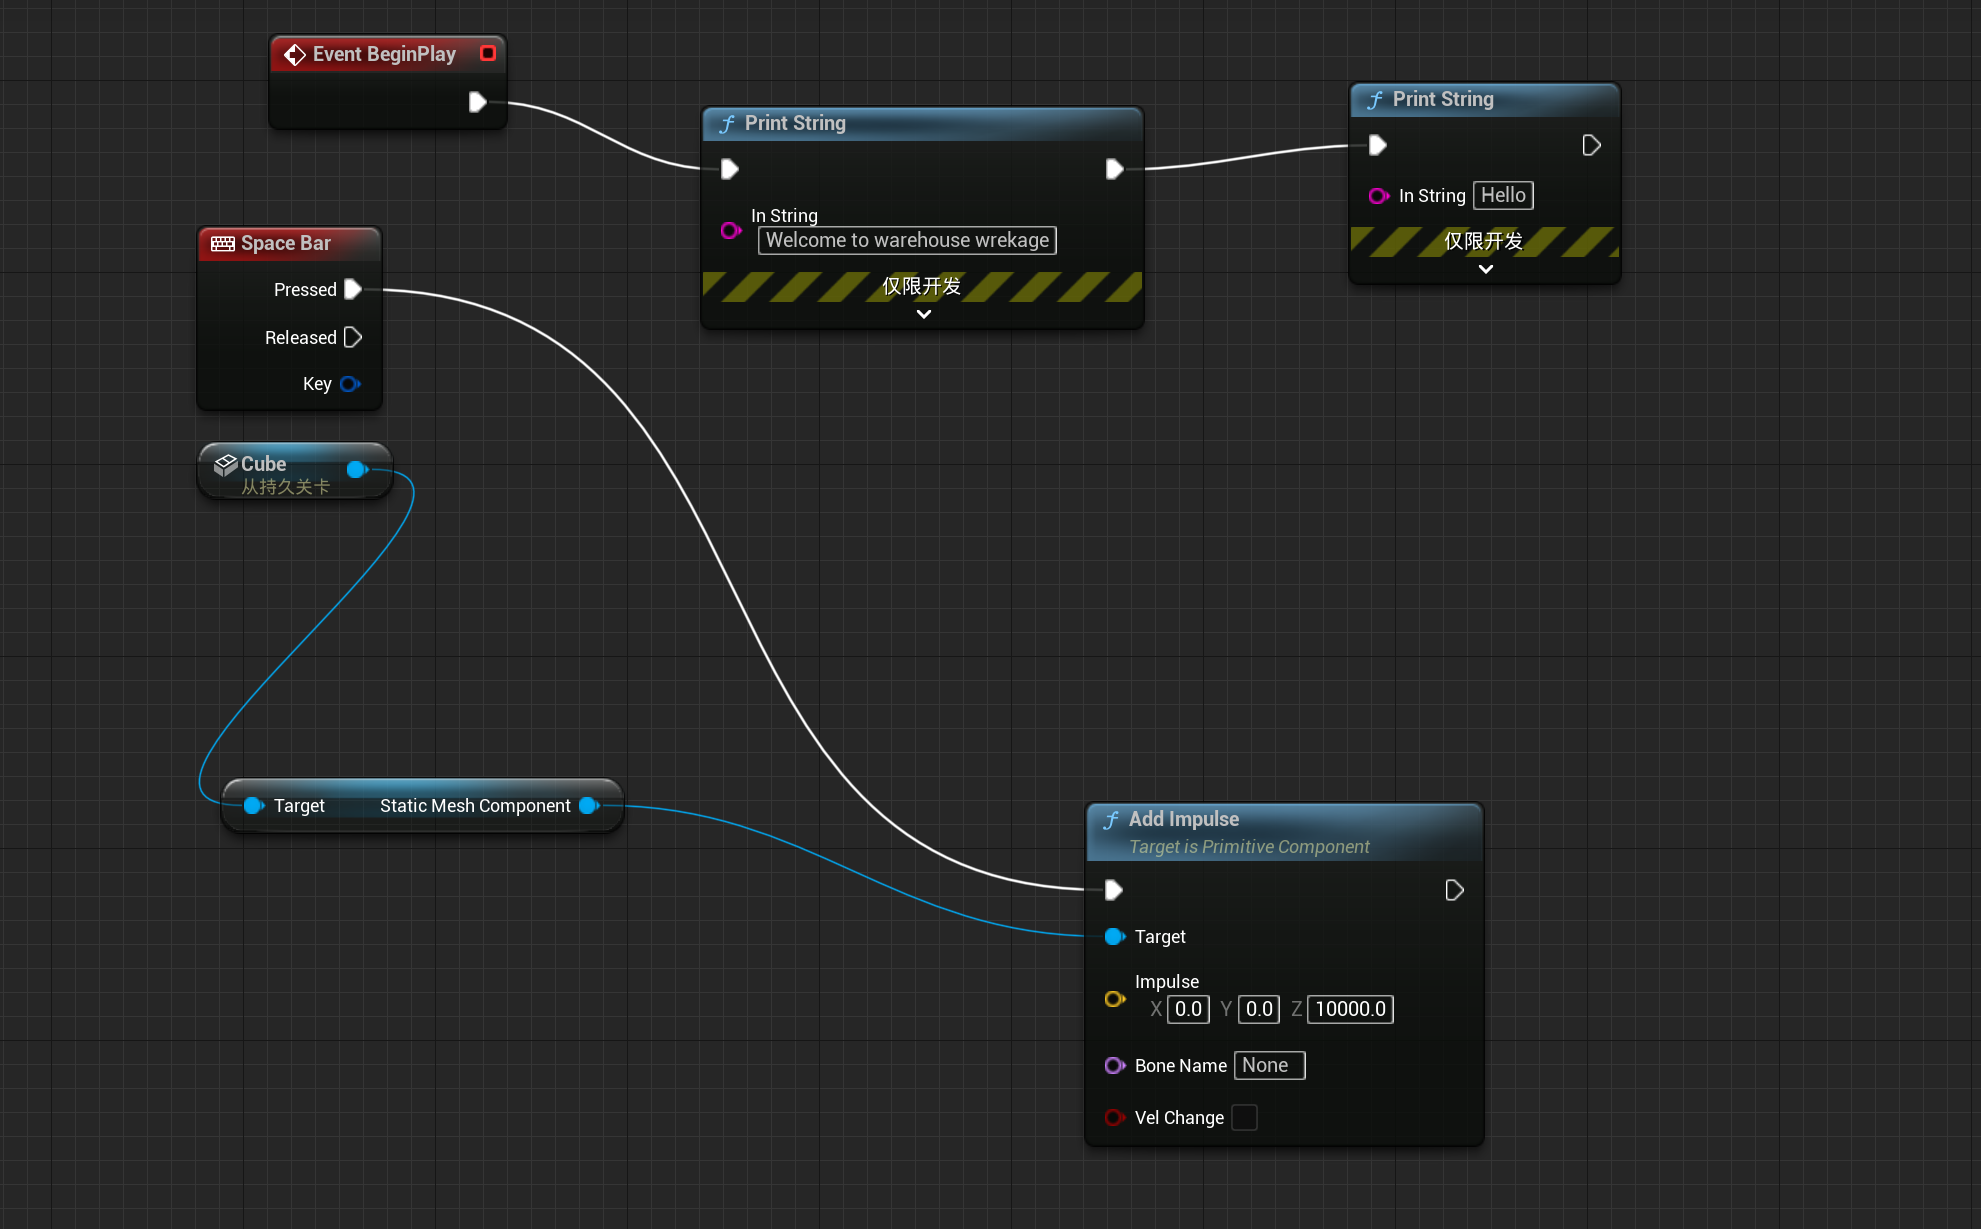 Event BeginPlay
Print String
In String
Welcome to warehouse wrekage
仅限开发
Print String
In String Hello
仅限开发
Space Bar
Pressed
Released
Key
Cube
从持久关卡
Target Static Mesh Component
Add Impulse
Target is Primitive Component
Target
Impulse
X 0.0 Y 0.0 Z 10000.0
Bone Name None
Vel Change